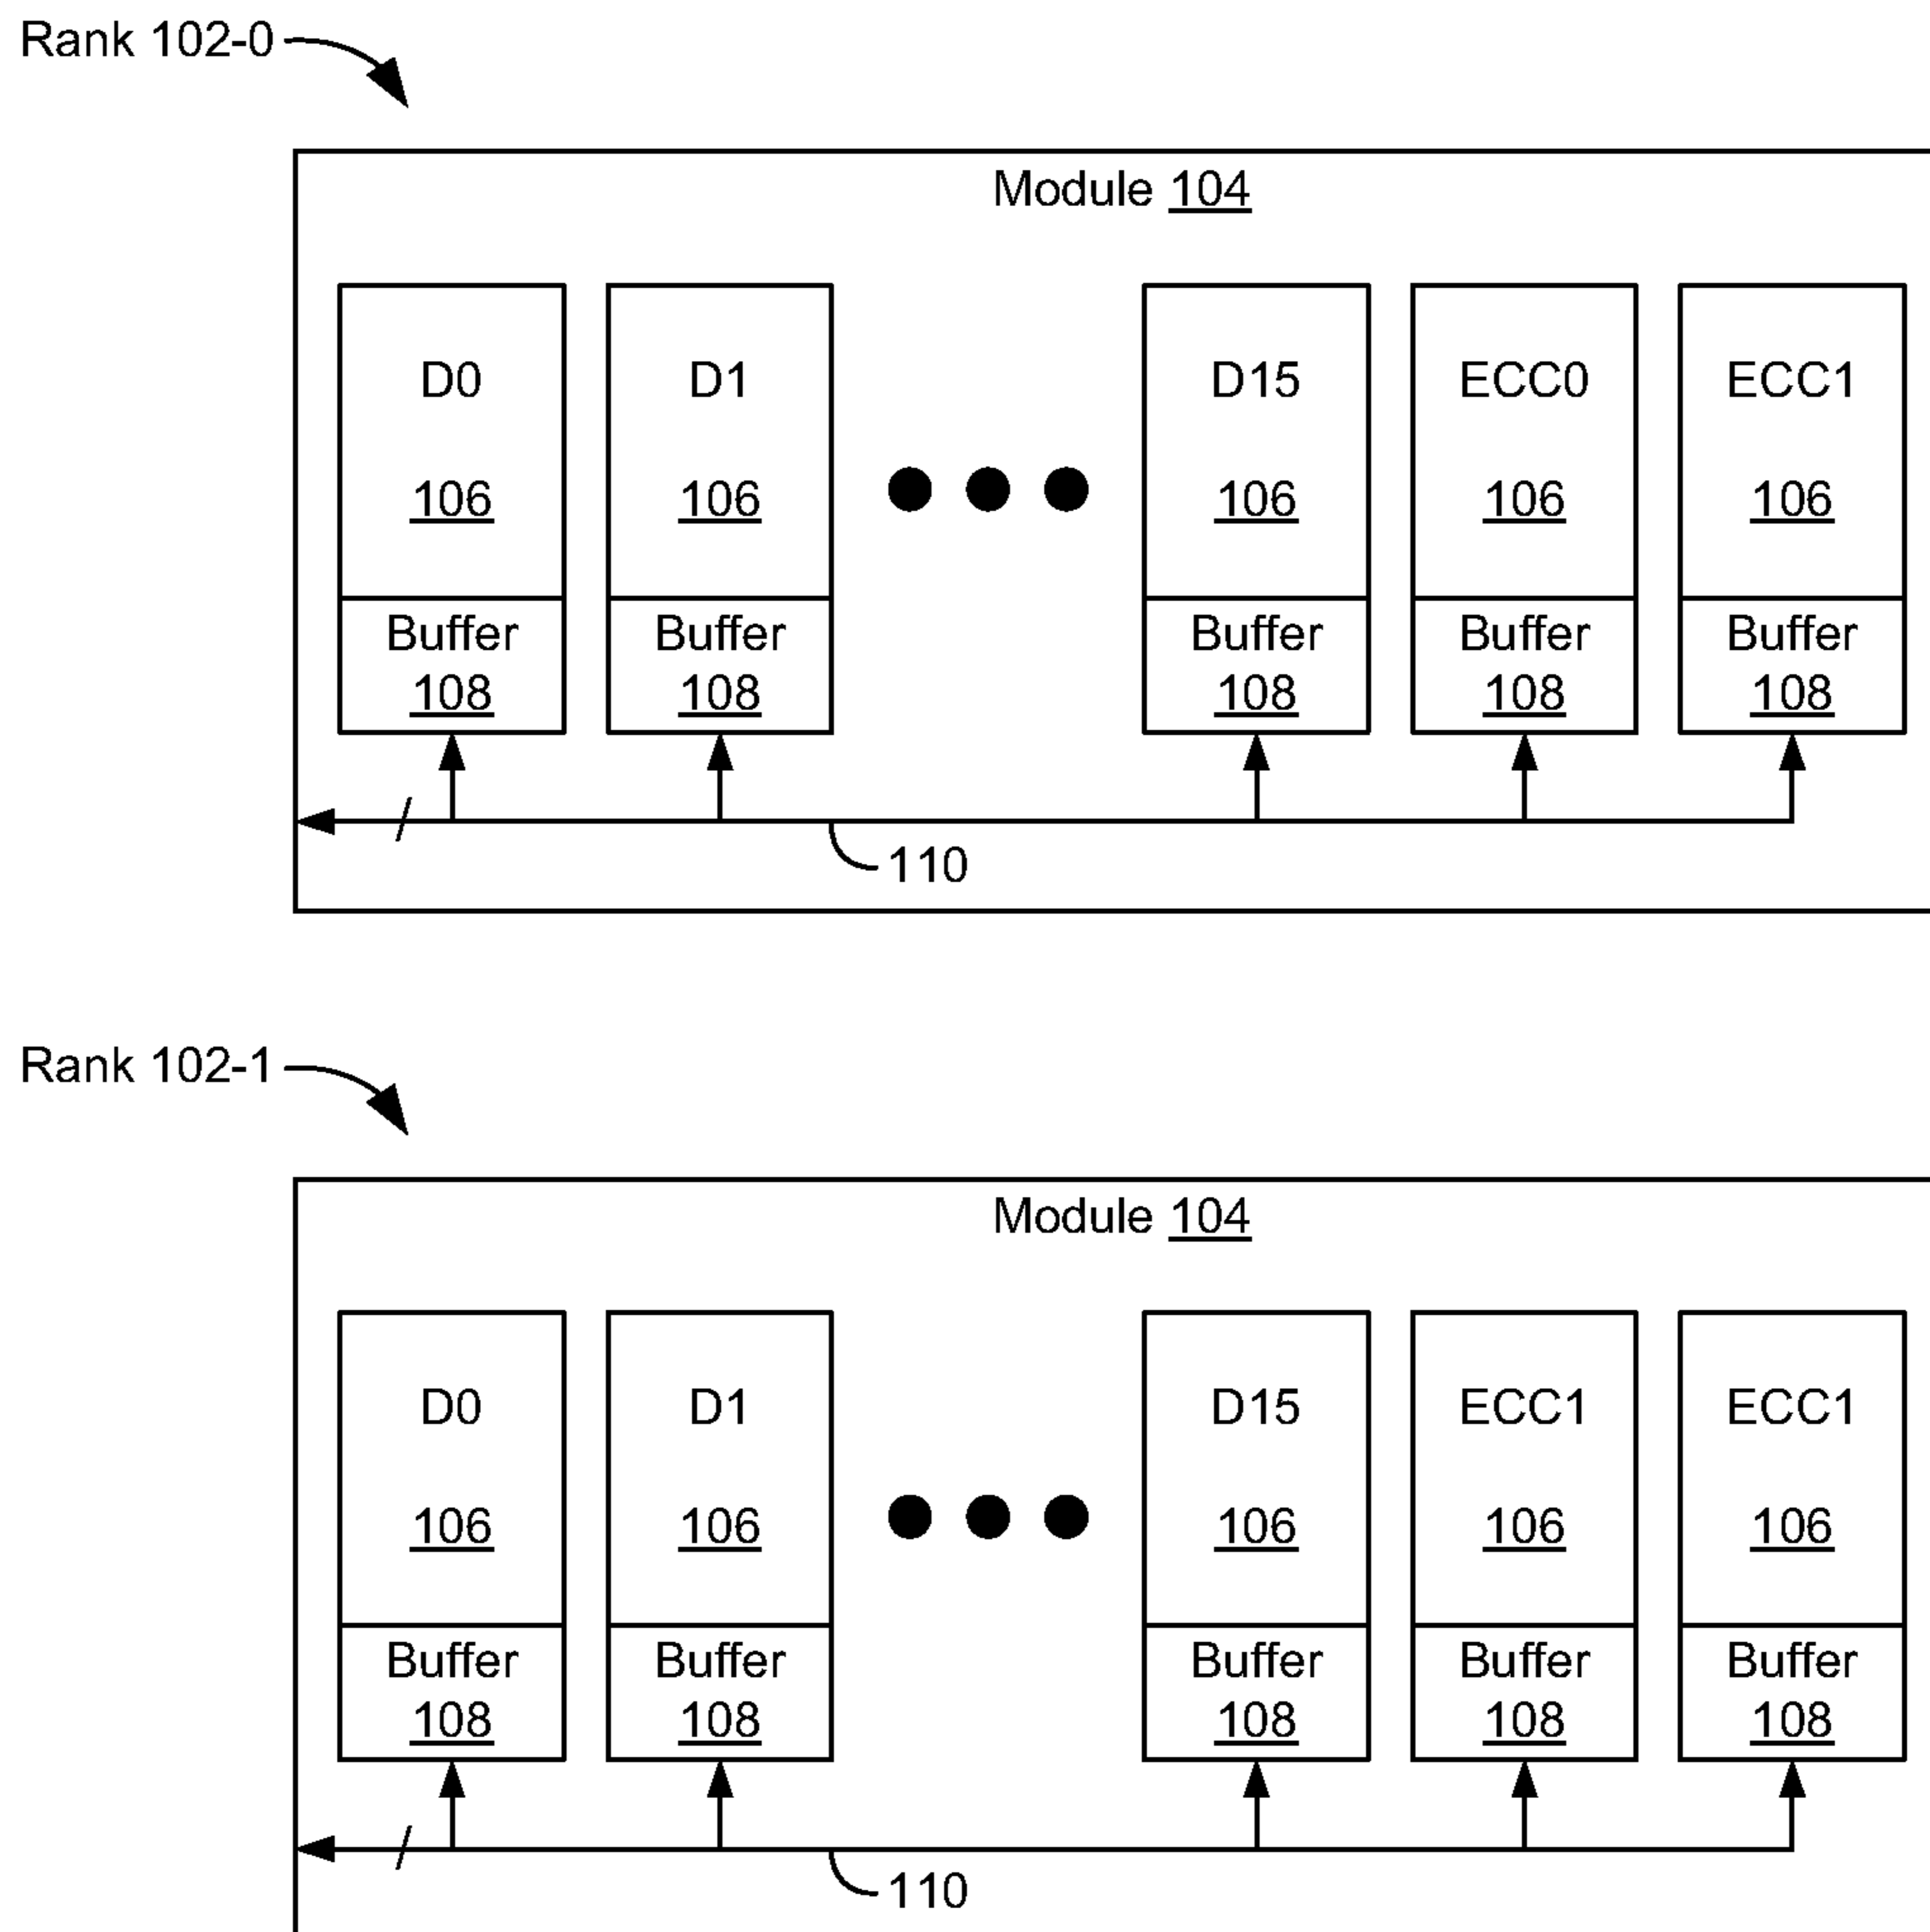 Rank 102-0
Module 104
D0 D1 D15 ECC0 ECC1
106 106 106 106 106
Buffer Buffer Buffer Buffer Buffer
108 108 108 108 108
110
Rank 102-1
Module 104
D0 D1 D15 ECC1 ECC1
106 106 106 106 106
Buffer Buffer Buffer Buffer Buffer
108 108 108 108 108
110